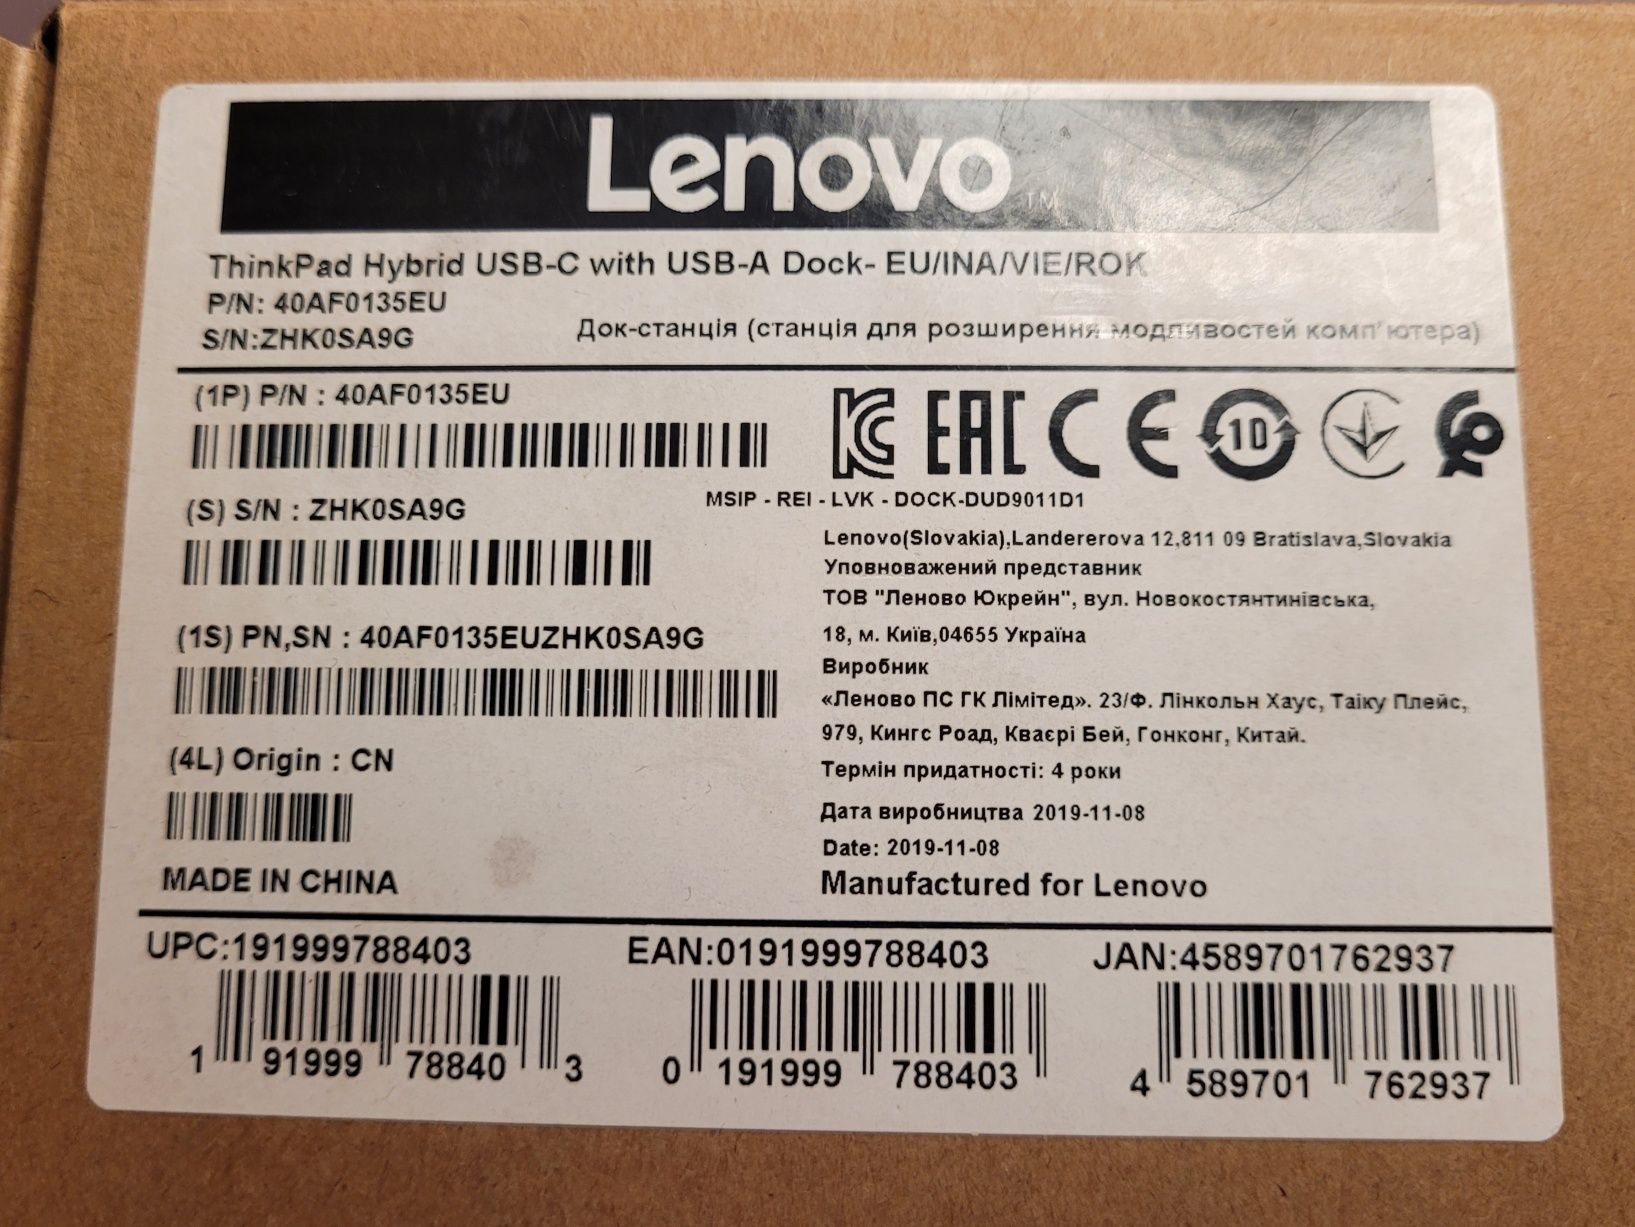 Lenovo™
ThinkPad Hybrid USB-C with USB-A Dock- EU/INA/VIE/ROK
P/N: 40AF0135EU
S/N:ZHK0SA9G
Док-станція (станція для розширення модливостей комп'ютера)
(1P) P/N : 40AF0135EU
(S) S/N : ZHK0SA9G
(1S) PN,SN : 40AF0135EUZHK0SA9G
(4L) Origin : CN
MADE IN CHINA
EAC CE 10
MSIP - REI - LVK - DOCK-DUD9011D1
Lenovo(Slovakia),Landererova 12,811 09 Bratislava,Slovakia
Уповноважений представник
ТОВ "Леново Юкрейн", вул. Новокостянтинівська,
18, м. Київ,04655 Україна
Виробник
«Леново ПС ГК Лімітед». 23/Ф. Лінкольн Хаус, Таіку Плейс,
979, Кингс Роад, Кваєрі Бей, Гонконг, Китай.
Термін придатності: 4 роки
Дата виробництва 2019-11-08
Date: 2019-11-08
Manufactured for Lenovo
UPC:191999788403
1 91999 78840 3
EAN:0191999788403
0 191999 788403
JAN:4589701762937
4 589701 762937